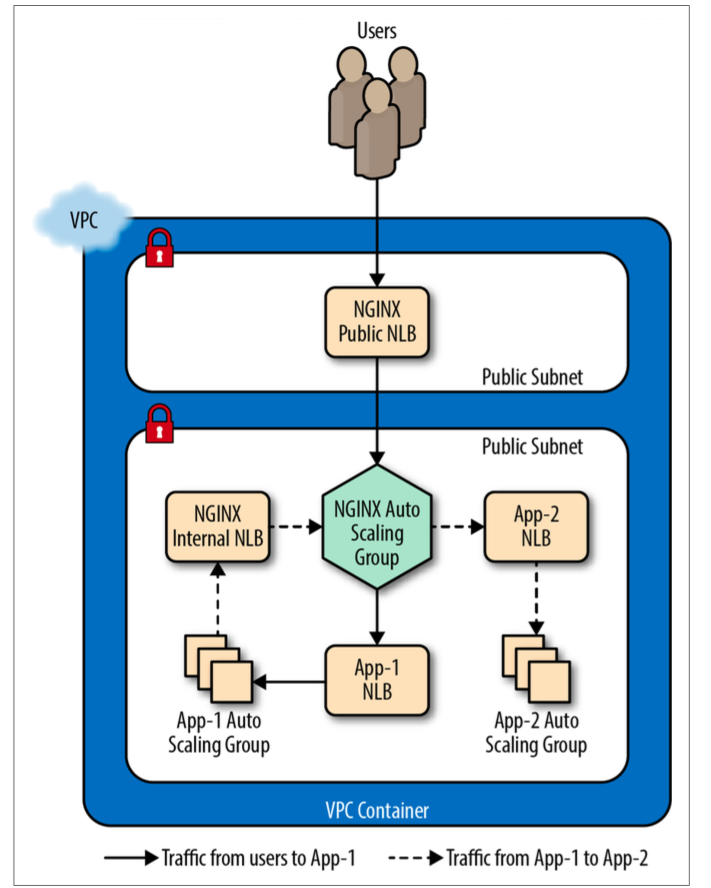 Users
VPC
NGINX
Public NLB
Public Subnet
Public Subnet
NGINX
Internal NLB
NGINX Auto
Scaling
Group
App-2
NLB
App-1
NLB
App-1 Auto
Scaling Group
App-2 Auto
Scaling Group
VPC Container
Traffic from users to App-1
Traffic from App-1 to App-2